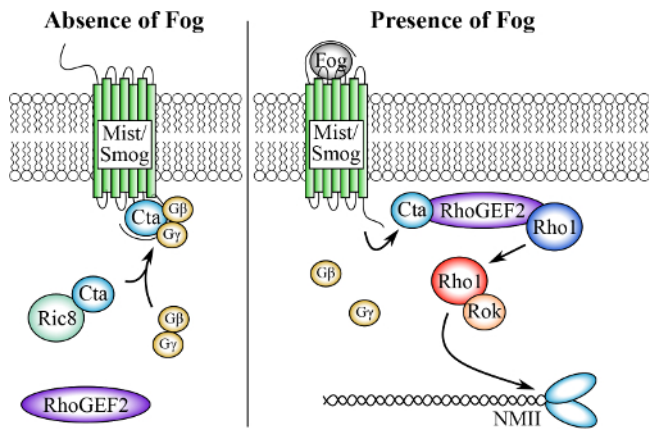 Absence of Fog
Mist/
Smog
Cta
Gβ
Gγ
Cta
Ric8
Gβ
Gγ
RhoGEF2
Presence of Fog
Fog
Mist/
Smog
Cta
RhoGEF2
Rho1
Gβ
Gγ
Rho1
Rok
NMII